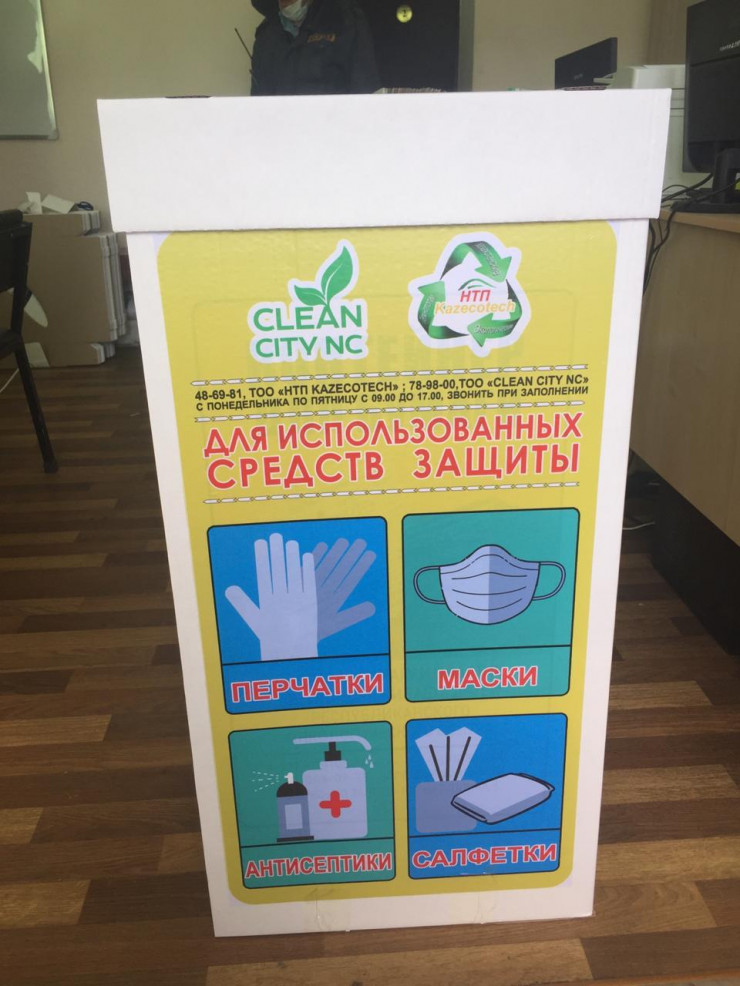 CLEAN
CITY NC
НТП
Kazecotech
48-69-81, ТОО «НТП KAZECOTECH» ; 78-98-00,ТОО «CLEAN CITY NC»
С ПОНЕДЕЛЬНИКА ПО ПЯТНИЦУ С 09.00 ДО 17.00, ЗВОНИТЬ ПРИ ЗАПОЛНЕНИИ
ДЛЯ ИСПОЛЬЗОВАННЫХ
СРЕДСТВ ЗАЩИТЫ
ПЕРЧАТКИ
МАСКИ
АНТИСЕПТИКИ
САЛФЕТКИ